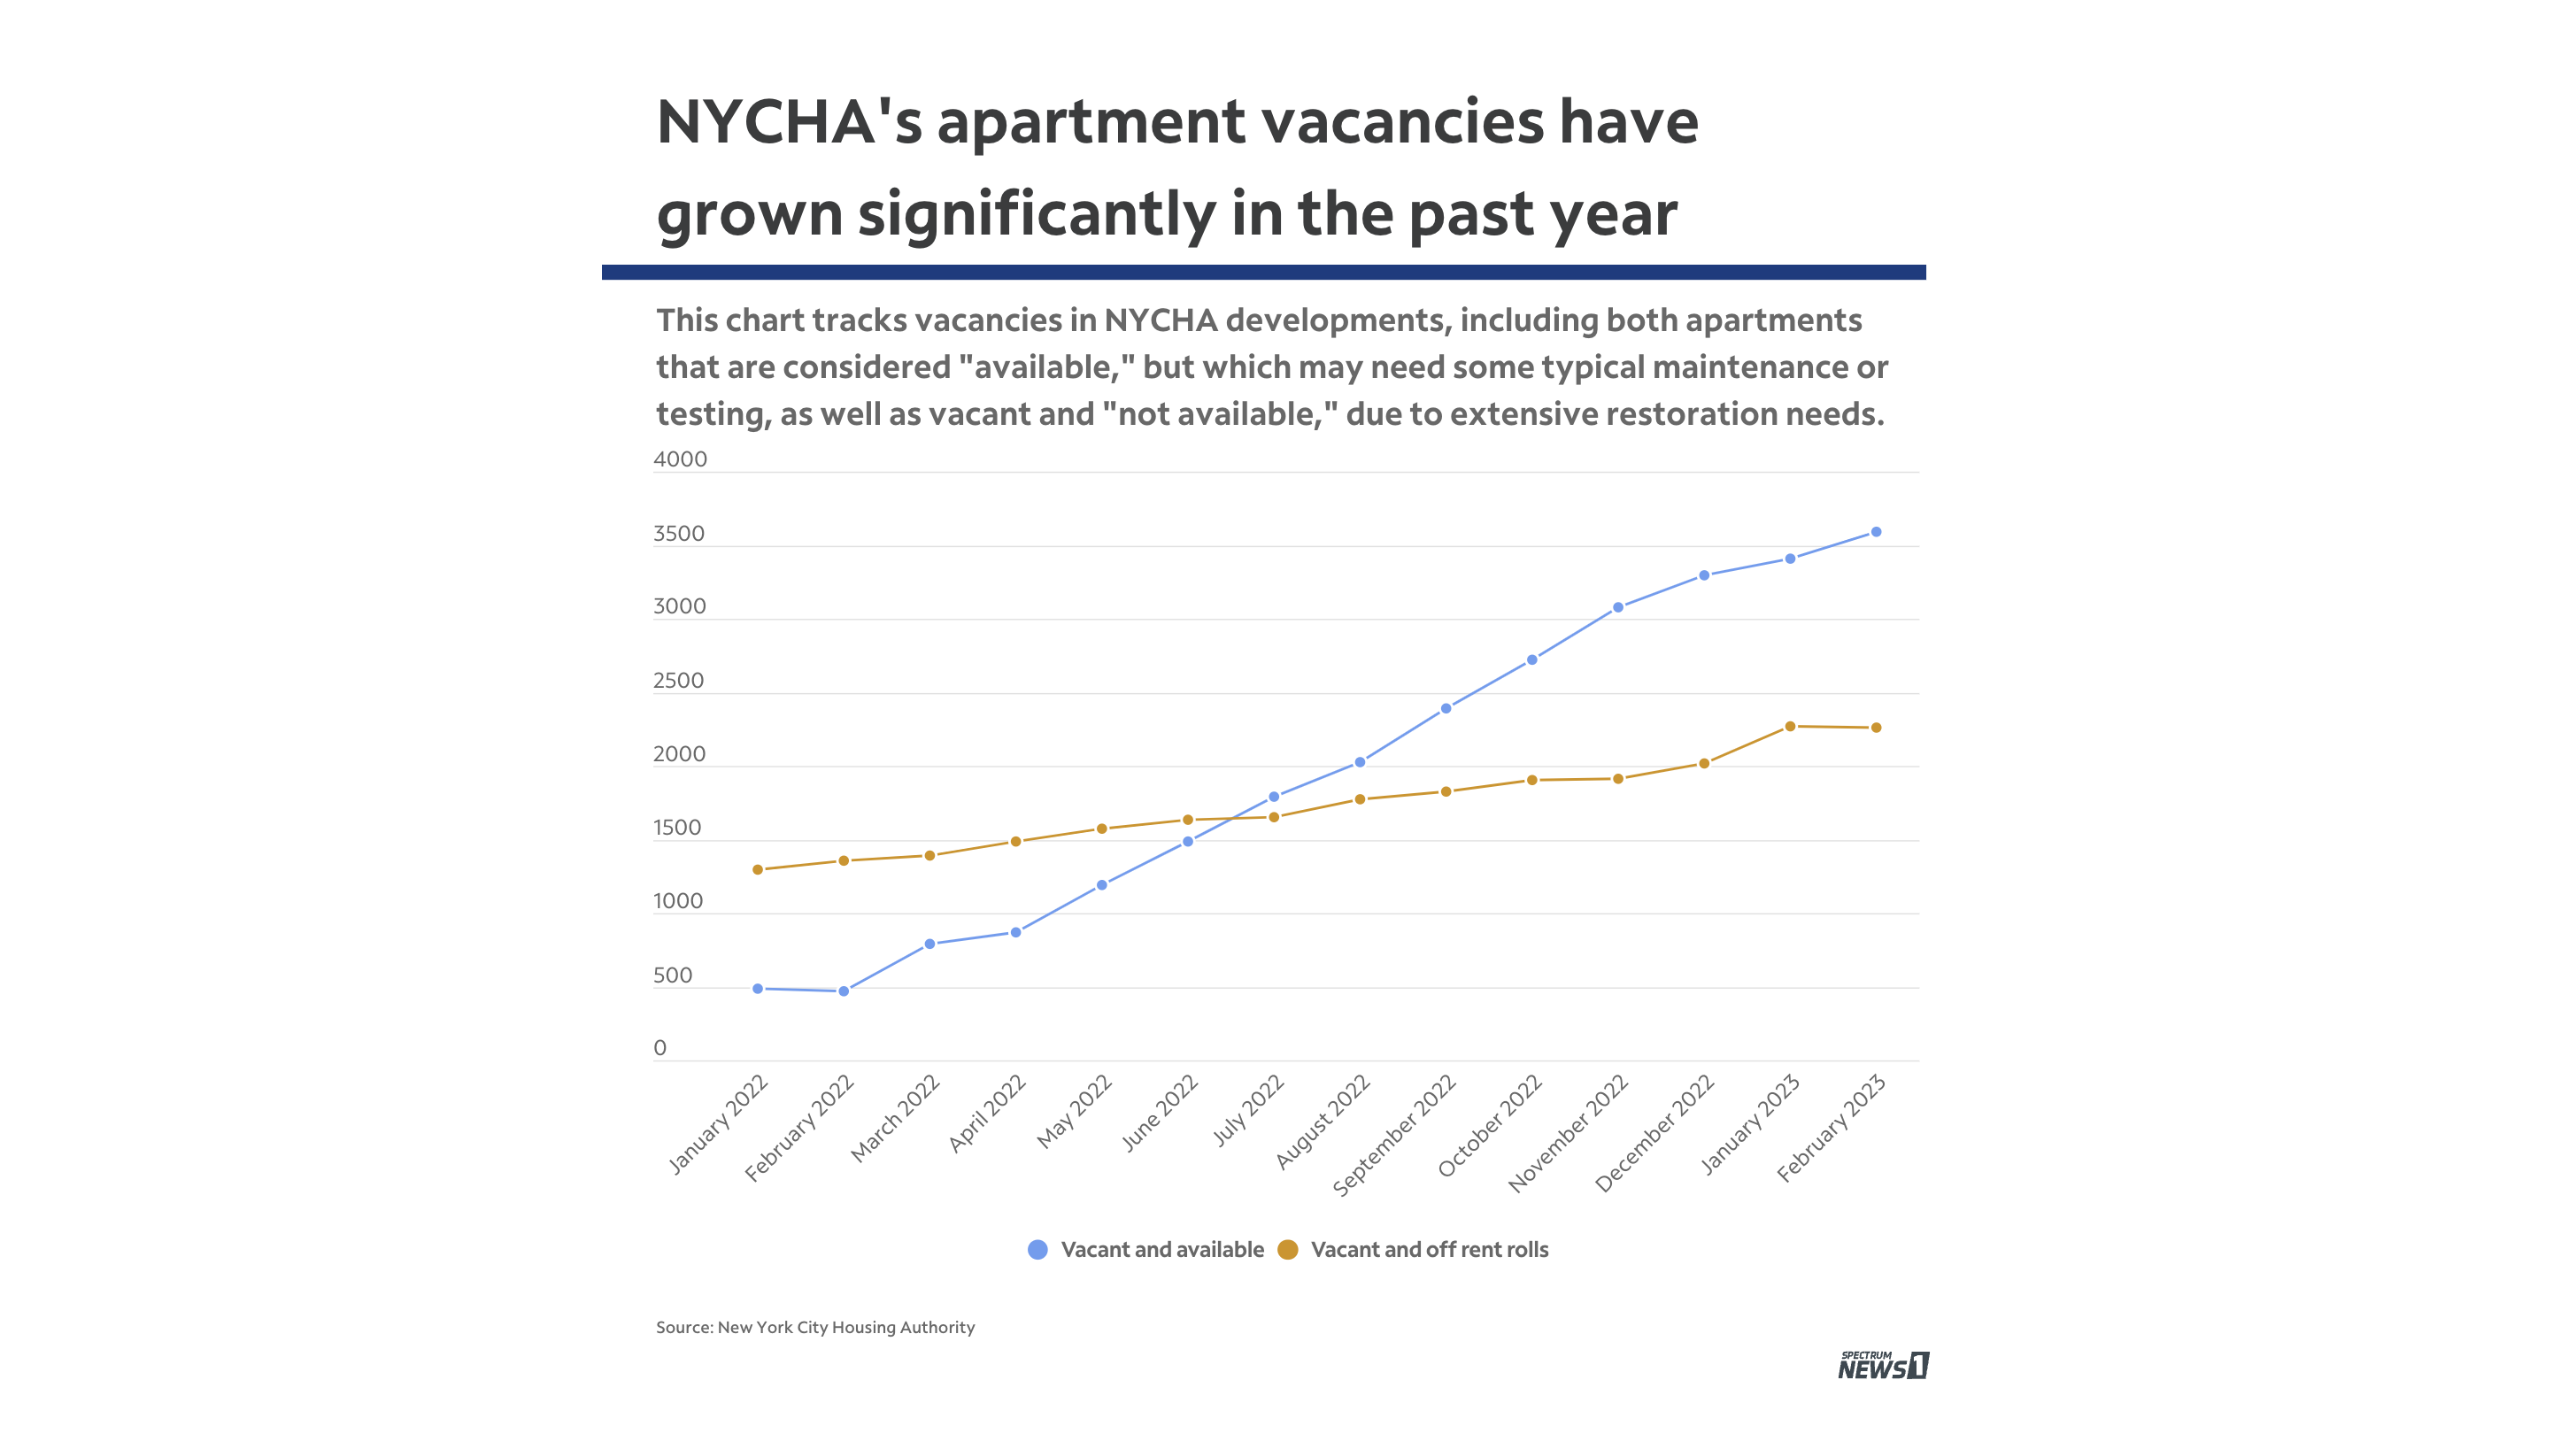 NYCHA's apartment vacancies have
grown significantly in the past year
This chart tracks vacancies in NYCHA developments, including both apartments
that are considered "available," but which may need some typical maintenance or
testing, as well as vacant and "not available," due to extensive restoration needs.
4000
3500
3000
2500
2000
1500
1000
500
0
January 2022
February 2022
March 2022
April 2022
May 2022
June 2022
July 2022
August 2022
September 2022
October 2022
November 2022
December 2022
January 2023
February 2023
Vacant and available
Vacant and off rent rolls
Source: New York City Housing Authority
SPECTRUM
NEWS 1